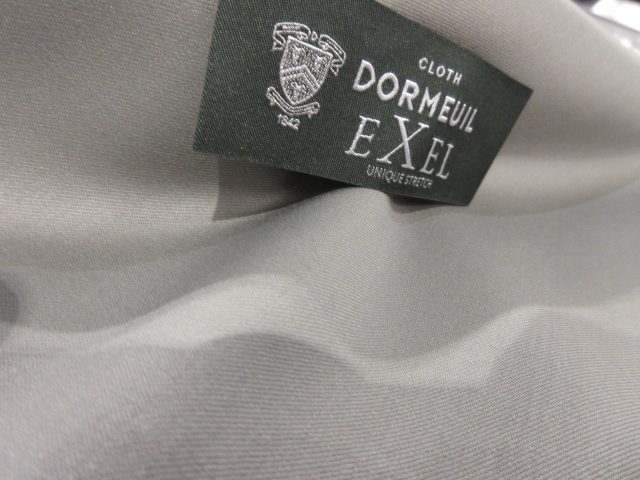 1842
CLOTH
DORMEUIL
EXEL
UNIQUE STRETCH